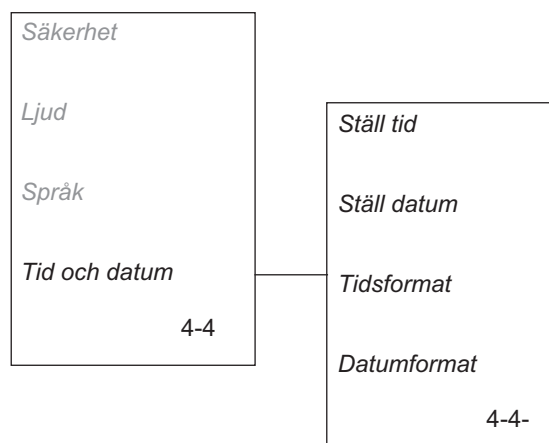 Säkerhet
Ljud
Språk
Tid och datum
4-4
Ställ tid
Ställ datum
Tidsformat
Datumformat
4-4-